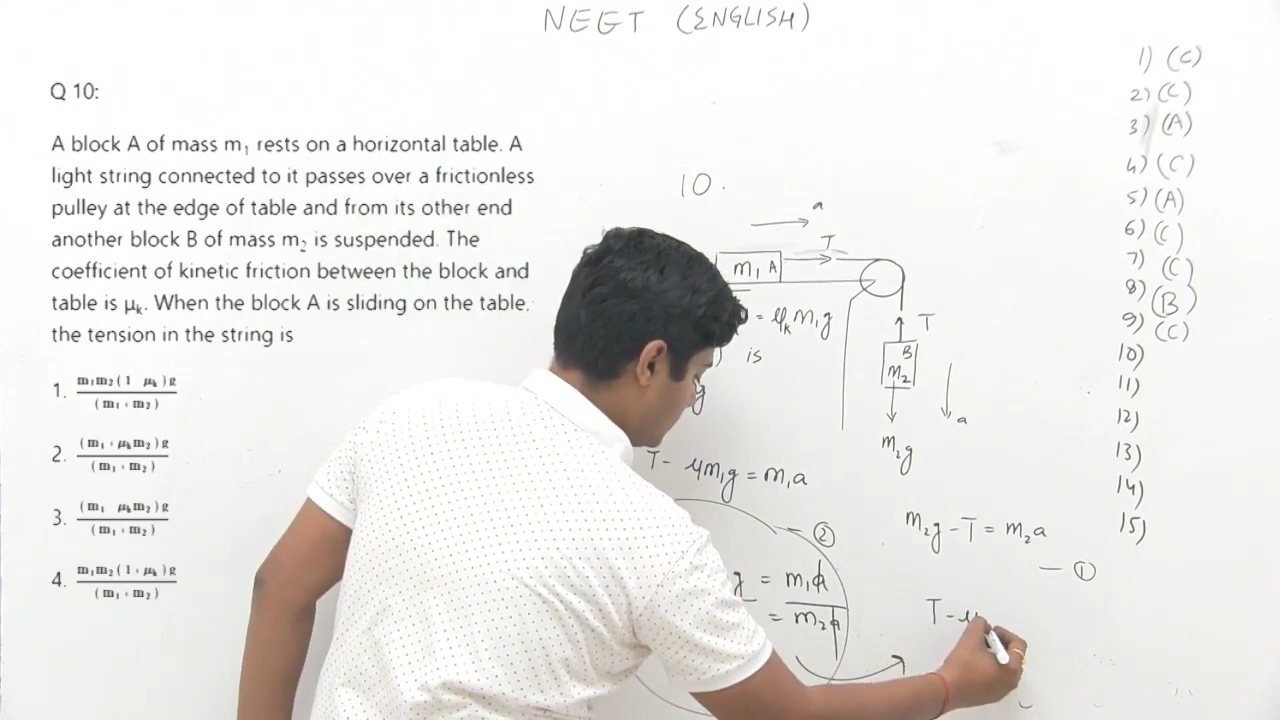 NEET (ENGLISH)
Q 10:
A block A of mass m₁ rests on a horizontal table. A
light string connected to it passes over a frictionless
pulley at the edge of table and from its other end
another block B of mass m₂ is suspended. The
coefficient of kinetic friction between the block and
table is μₖ. When the block A is sliding on the table,
the tension in the string is
1. m₁m₂(1 μₖ)g
(m₁ + m₂)
2. (m₁ + μₖm₂)g
(m₁ + m₂)
3. (m₁ μₖm₂)g
(m₁ + m₂)
4. m₁m₂(1 + μₖ)g
(m₁ + m₂)
10.
a
T
m₁ A
= μₖ m₁g
is
g
T
B
m₂
a
m₂g
T - μm₁g = m₁a
②
m₂g - T = m₂a
— ①
= m₁a
= m₂a
T - μ
1) (C)
2) (C)
3) (A)
4) (C)
5) (A)
6) (C)
7) (C)
8) (B)
9) (C)
10)
11)
12)
13)
14)
15)